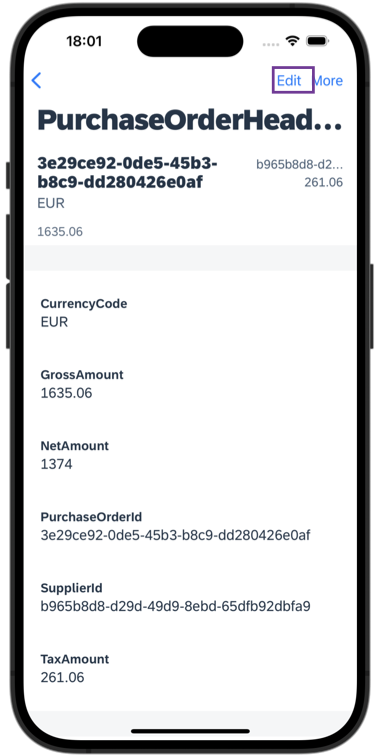 18:01
Edit More
PurchaseOrderHead...
3e29ce92-0de5-45b3-
b8c9-dd280426e0af
b965b8d8-d2...
261.06
EUR
1635.06
CurrencyCode
EUR
GrossAmount
1635.06
NetAmount
1374
PurchaseOrderId
3e29ce92-0de5-45b3-b8c9-dd280426e0af
SupplierId
b965b8d8-d29d-49d9-8ebd-65dfb92dbfa9
TaxAmount
261.06